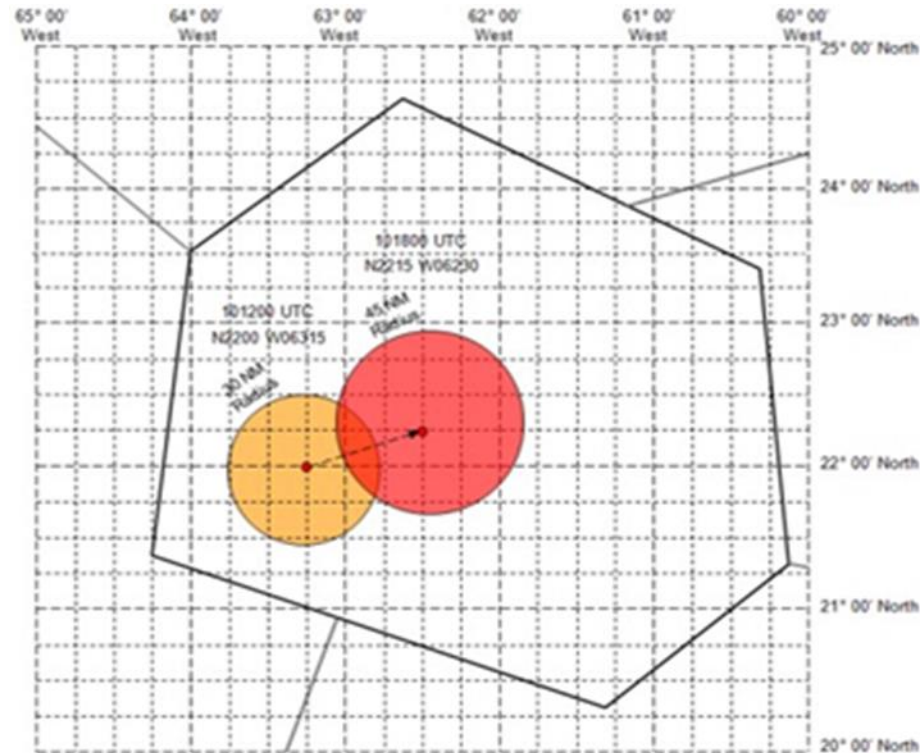 65° 00' West
64° 00' West
63° 00' West
62° 00' West
61° 00' West
60° 00' West
25° 00' North
24° 00' North
101800 UTC
N2215 W06230
101200 UTC
N2200 W06315
45 NM
Radius
23° 00' North
30 NM
Radius
22° 00' North
21° 00' North
20° 00' North